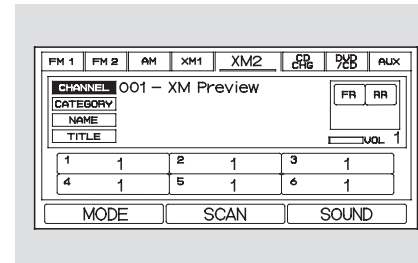 FM 1 FM 2 AM XM1 XM2 CD CHG DVD /CD AUX
CHANNEL 001 – XM Preview FR RR
CATEGORY
NAME
TITLE VOL 1
1 1 2 1 3 1
4 1 5 1 6 1
MODE SCAN SOUND